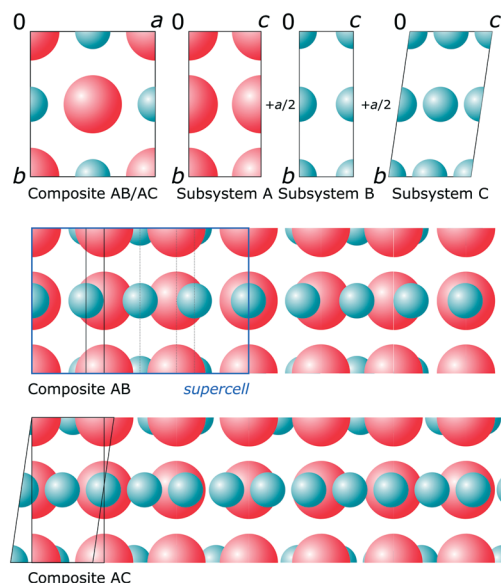 0 a 0 c 0 c 0 c
+a/2 +a/2
b b b b
Composite AB/AC Subsystem A Subsystem B Subsystem C
Composite AB supercell
Composite AC